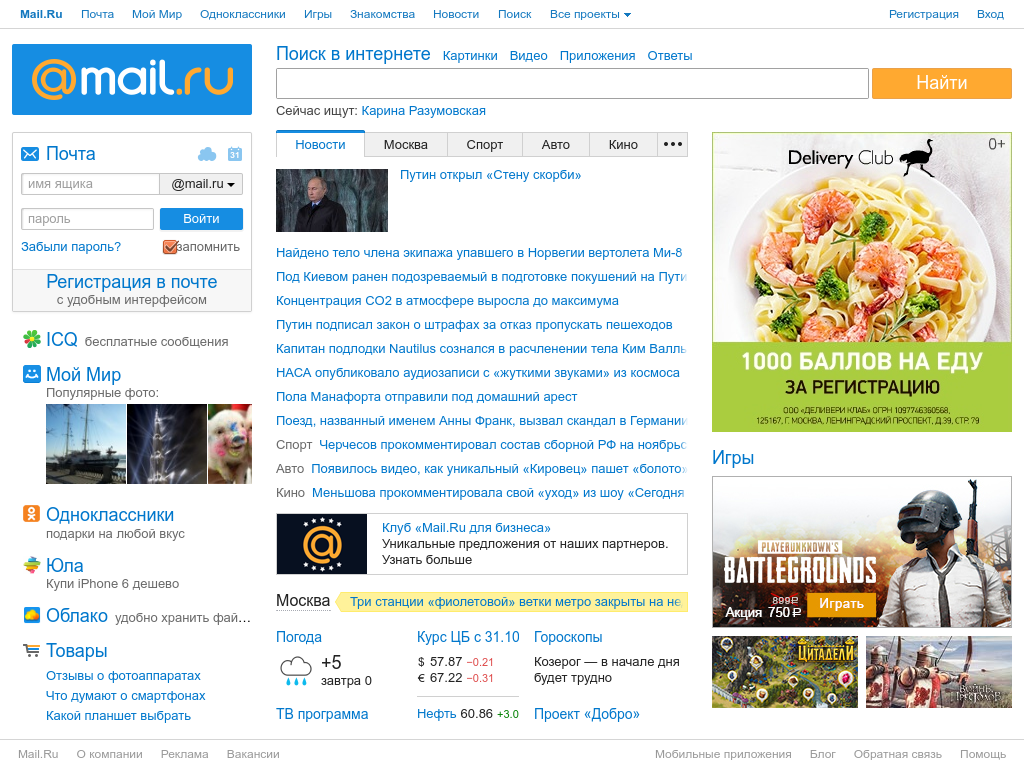 Mail.Ru Почта Мой Мир Одноклассники Игры Знакомства Новости Поиск Все проекты Регистрация Вход
@mail.ru
Поиск в интернете Картинки Видео Приложения Ответы
Найти
Сейчас ищут: Карина Разумовская
Почта
31
имя ящика @mail.ru
пароль Войти
Забыли пароль? запомнить
Регистрация в почте
с удобным интерфейсом
ICQ бесплатные сообщения
Мой Мир
Популярные фото:
Одноклассники
подарки на любой вкус
Юла
Купи iPhone 6 дешево
Облако удобно хранить фай...
Товары
Отзывы о фотоаппаратах
Что думают о смартфонах
Какой планшет выбрать
Новости Москва Спорт Авто Кино •••
Путин открыл «Стену скорби»
Найдено тело члена экипажа упавшего в Норвегии вертолета Ми-8
Под Киевом ранен подозреваемый в подготовке покушений на Пути
Концентрация CO2 в атмосфере выросла до максимума
Путин подписал закон о штрафах за отказ пропускать пешеходов
Капитан подлодки Nautilus сознался в расчленении тела Ким Валль
НАСА опубликовало аудиозаписи с «жуткими звуками» из космоса
Пола Манафорта отправили под домашний арест
Поезд, названный именем Анны Франк, вызвал скандал в Германии
Спорт Черчесов прокомментировал состав сборной РФ на ноябрьс
Авто Появилось видео, как уникальный «Кировец» пашет «болото»
Кино Меньшова прокомментировала свой «уход» из шоу «Сегодня
@
Клуб «Mail.Ru для бизнеса»
Уникальные предложения от наших партнеров.
Узнать больше
Москва Три станции «фиолетовой» ветки метро закрыты на не
Погода
+5
завтра 0
ТВ программа
Курс ЦБ с 31.10
$ 57.87 −0.21
€ 67.22 −0.31
Нефть 60.86 +3.0
Гороскопы
Козерог — в начале дня
будет трудно
Проект «Добро»
Delivery Club 0+
1000 БАЛЛОВ НА ЕДУ
ЗА РЕГИСТРАЦИЮ
ООО «ДЕЛИВЕРИ КЛАБ» ОГРН 1097746360568,
125167, Г. МОСКВА, ЛЕНИНГРАДСКИЙ ПРОСПЕКТ, Д.39, СТР. 79
Игры
PLAYERUNKNOWN'S
BATTLEGROUNDS
899₽
Акция 750 ₽ Играть
ЦИТАДЕЛИ
ВОЙНЫ
ПРЕСТОЛОВ
Mail.Ru О компании Реклама Вакансии Мобильные приложения Блог Обратная связь Помощь